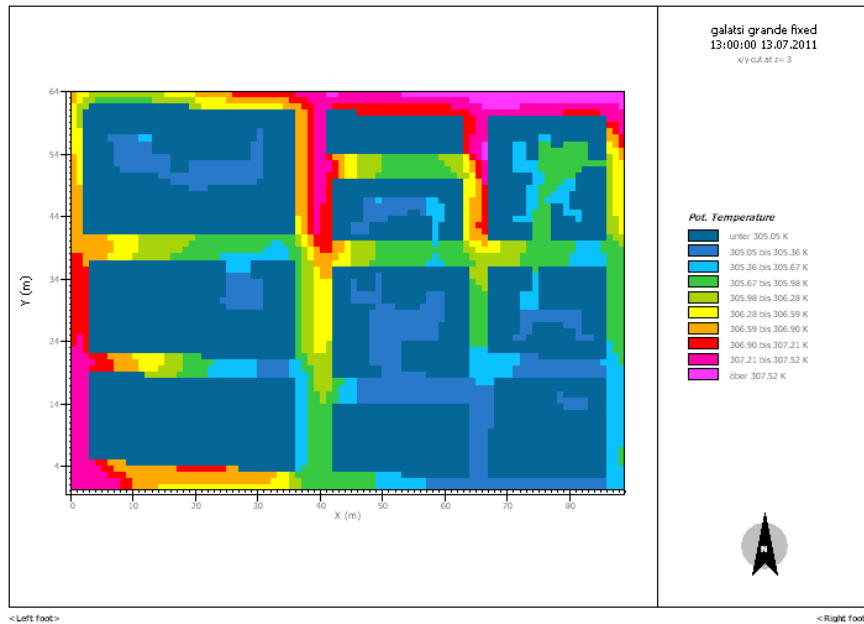 galatsi grande fixed
13:00:00 13.07.2011
x/y cut at z= 3
64
54
44
34
24
14
4
Y (m)
0
10
20
30
40
50
60
70
80
X (m)
Pot. Temperature
unter 305.05 K
305.05 bis 305.36 K
305.36 bis 305.67 K
305.67 bis 305.98 K
305.98 bis 306.28 K
306.28 bis 306.59 K
306.59 bis 306.90 K
306.90 bis 307.21 K
307.21 bis 307.52 K
über 307.52 K
N
<Left foot>
<Right foot